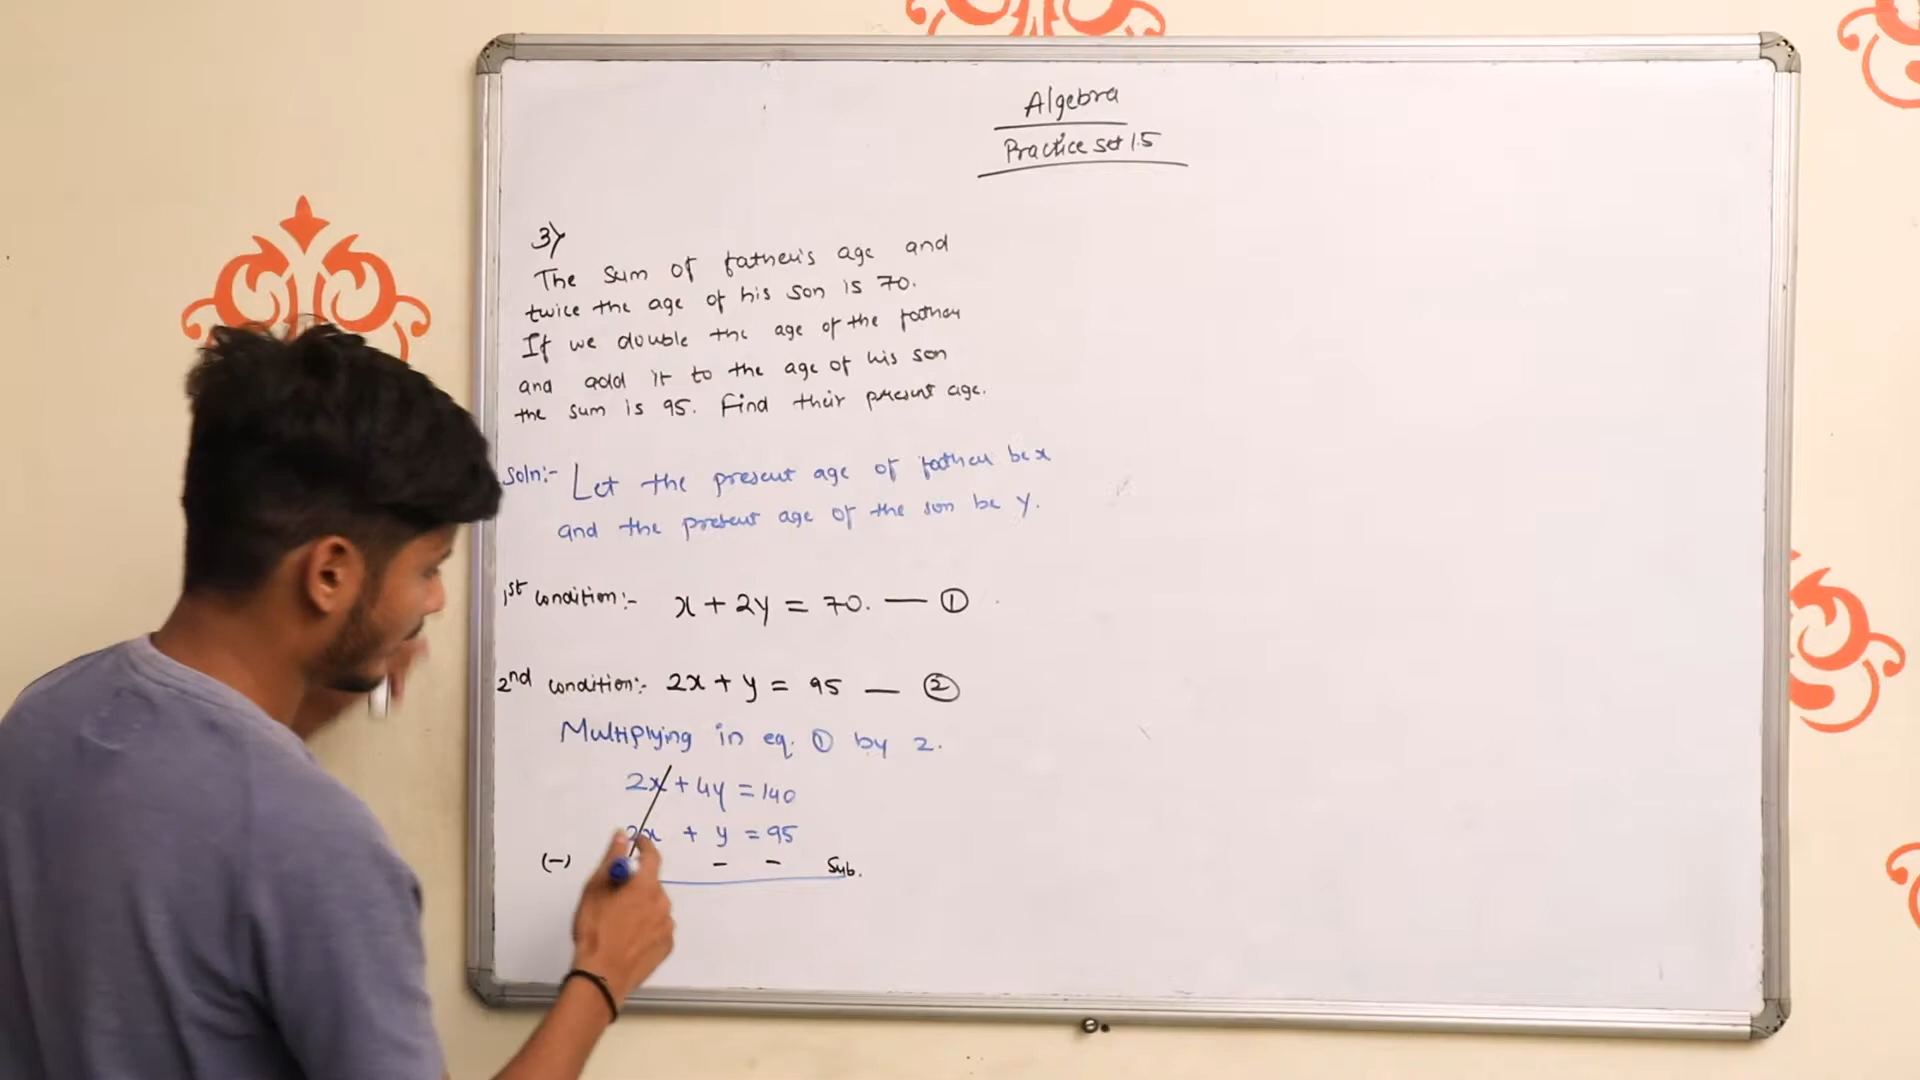 Algebra
Practice set 1.5
3)
The sum of father's age and
twice the age of his son is 70.
If we double the age of the father
and add it to the age of his son
the sum is 95. Find their present age.
Soln:- Let the present age of father be x
and the present age of the son be y.
1st condition:- x + 2y = 70. — ①
2nd condition:- 2x + y = 95 — ②
Multiplying in eq. ① by 2.
2x + 4y = 140
2x + y = 95
(-) - - Sub.